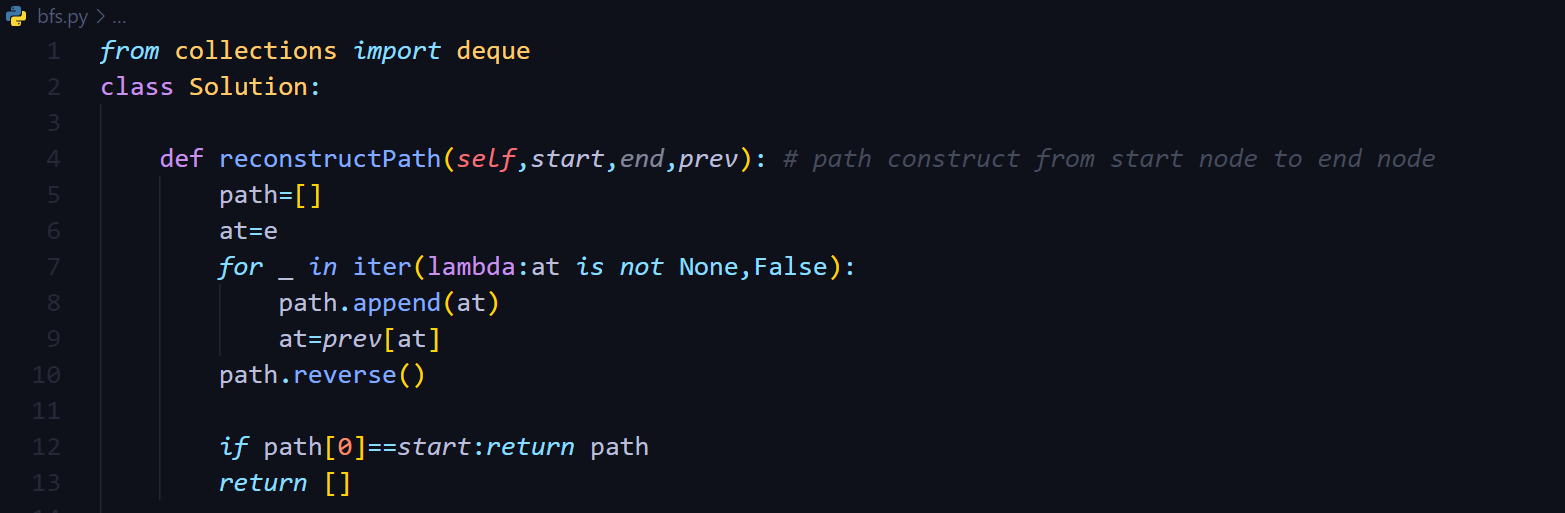 bfs.py > ...
1 from collections import deque
2 class Solution:
3
4     def reconstructPath(self,start,end,prev): # path construct from start node to end node
5         path=[]
6         at=e
7         for _ in iter(lambda:at is not None,False):
8             path.append(at)
9             at=prev[at]
10         path.reverse()
11
12         if path[0]==start:return path
13         return []